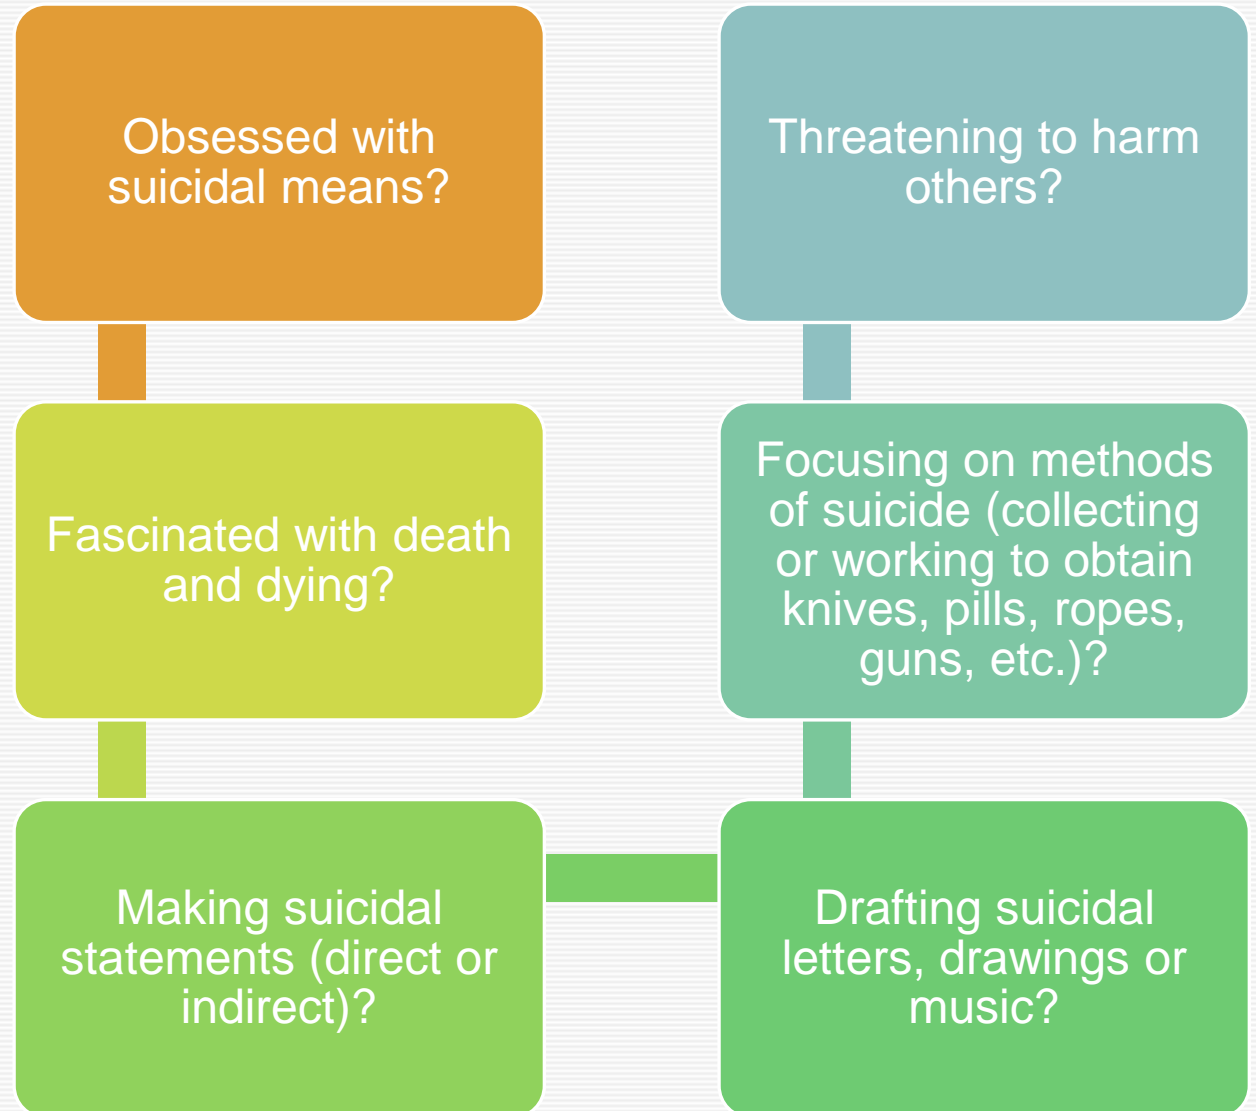 Obsessed with
suicidal means?
Fascinated with death
and dying?
Making suicidal
statements (direct or
indirect)?
Drafting suicidal
letters, drawings or
music?
Focusing on methods
of suicide (collecting
or working to obtain
knives, pills, ropes,
guns, etc.)?
Threatening to harm
others?